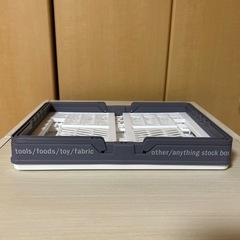 tools/foods/toy/fabric
other/anything stock box